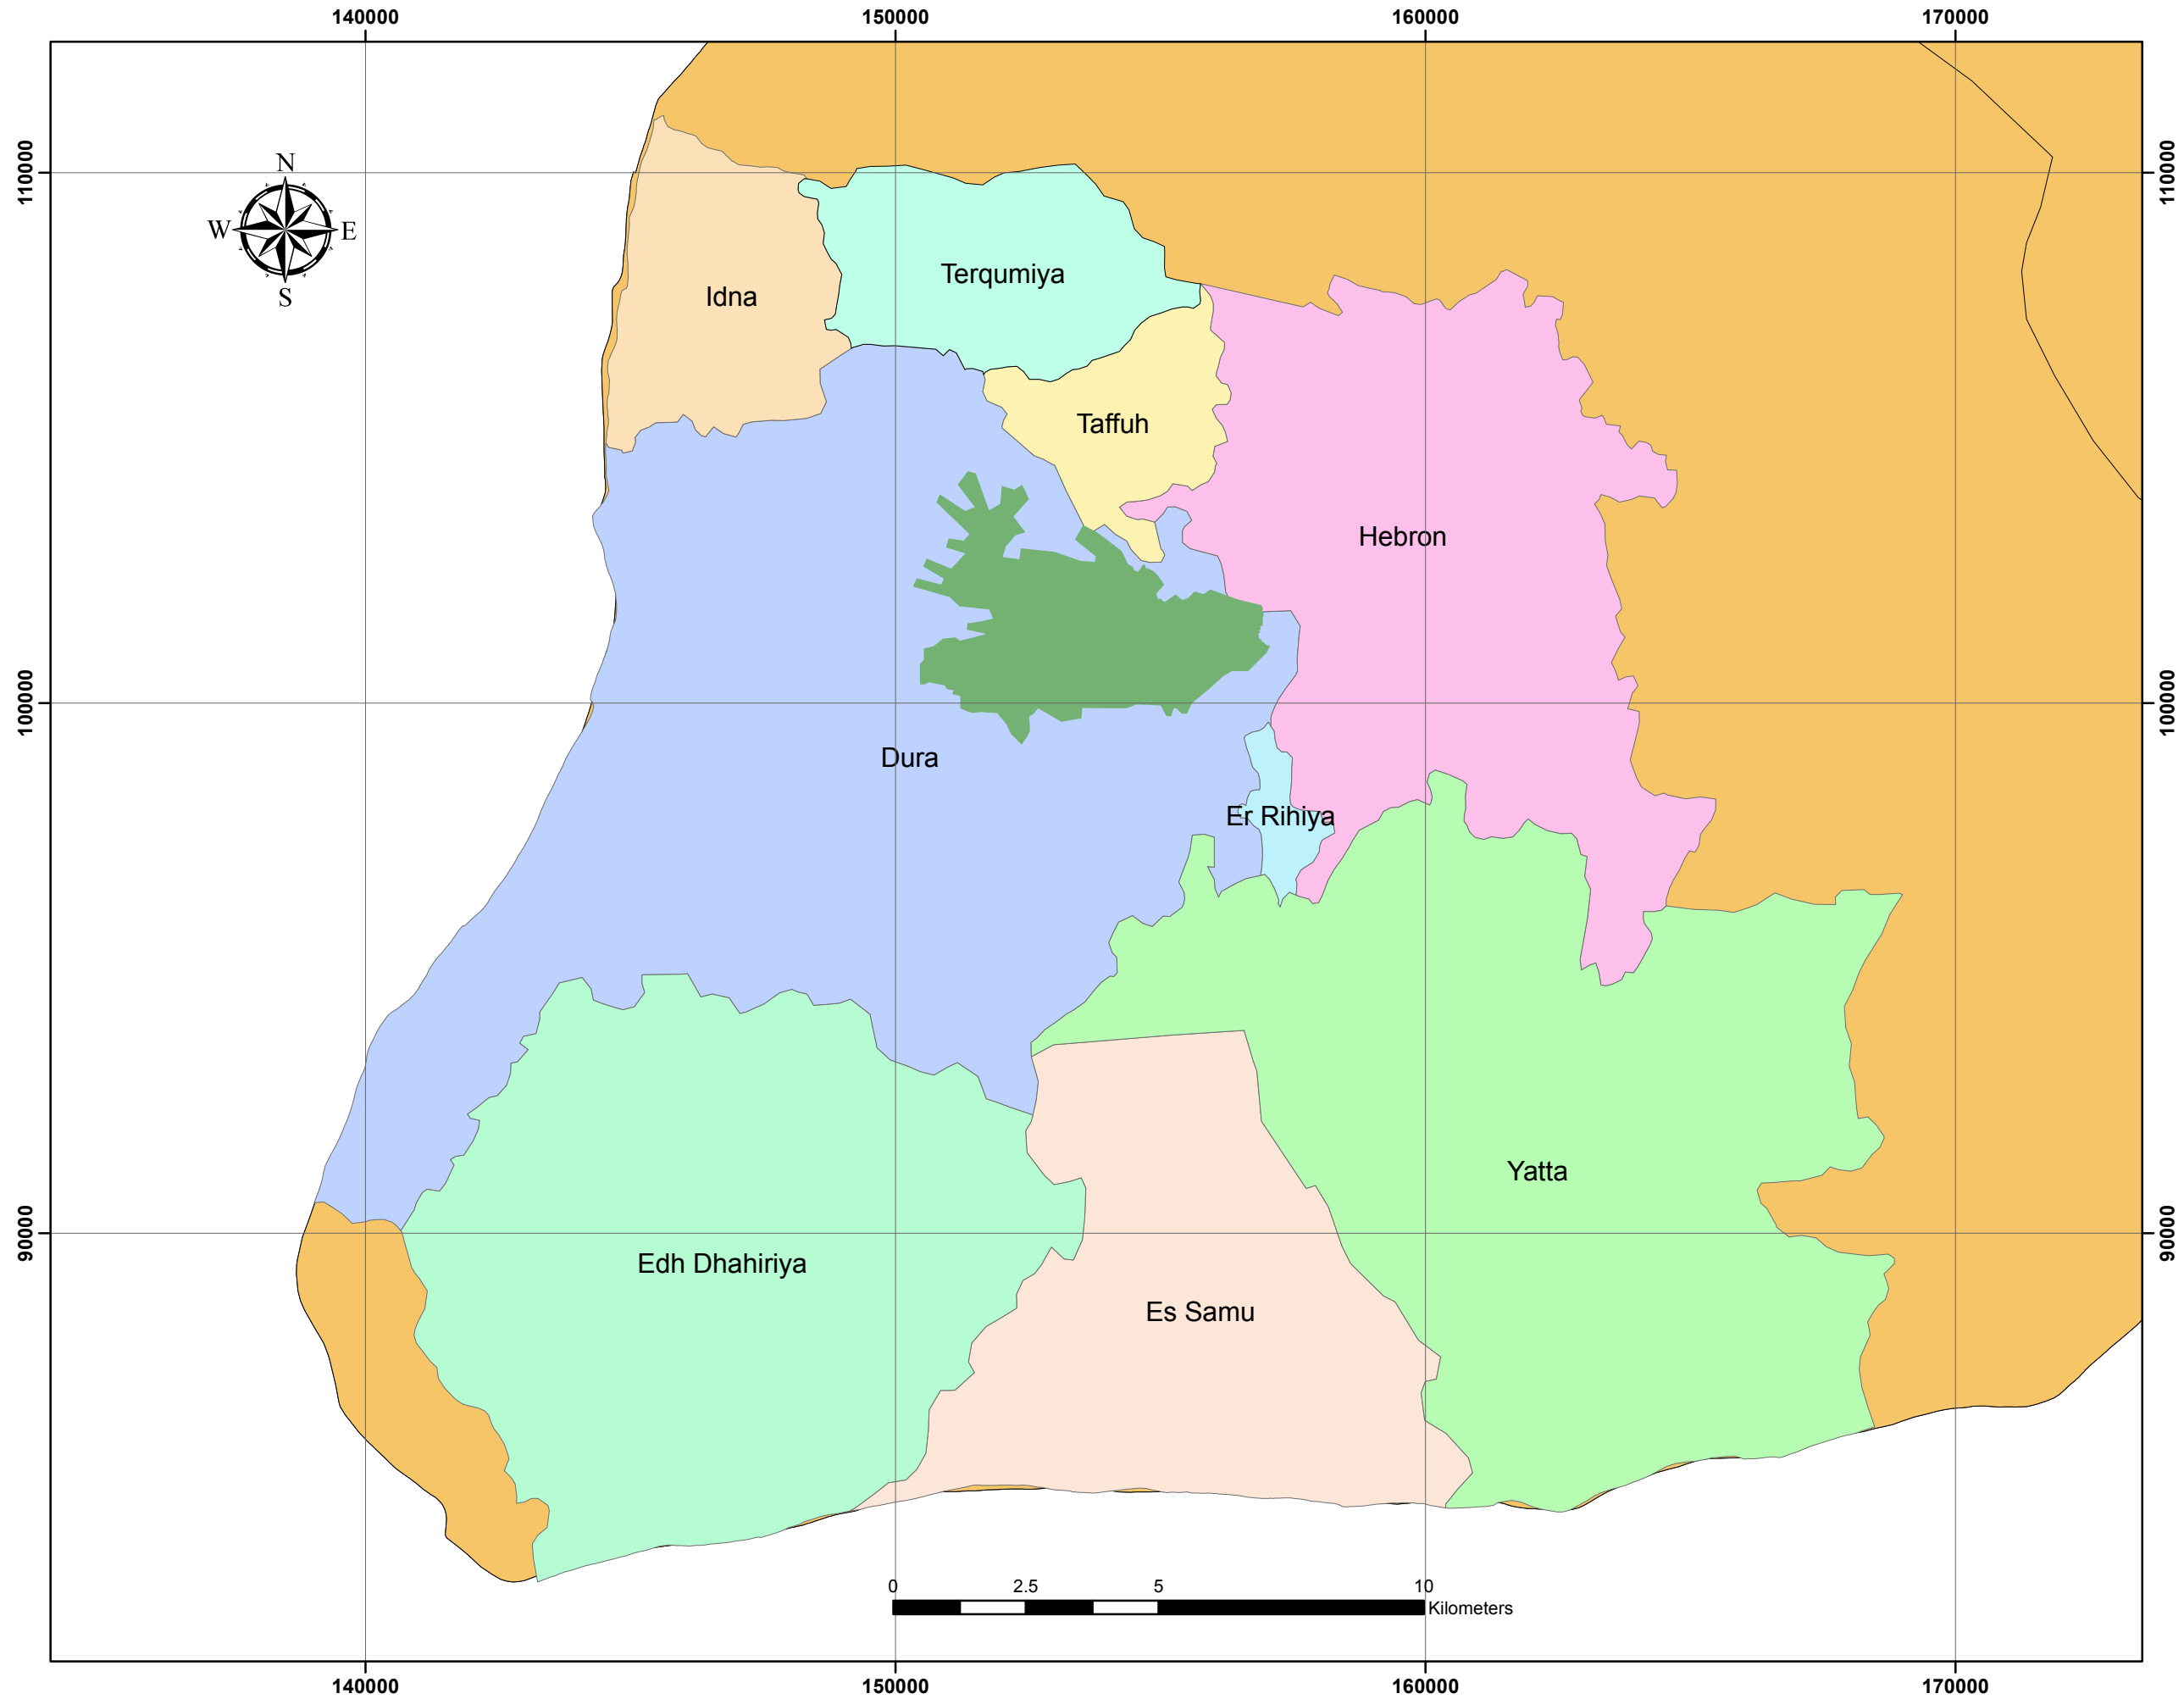 140000 150000 160000 170000
110000 110000
N
W E
S
Terqumiya
Idna
Taffuh
Hebron
100000 100000
Dura
Er Rihiya
Yatta
90000 90000
Edh Dhahiriya
Es Samu
0 2.5 5 10
Kilometers
140000 150000 160000 170000